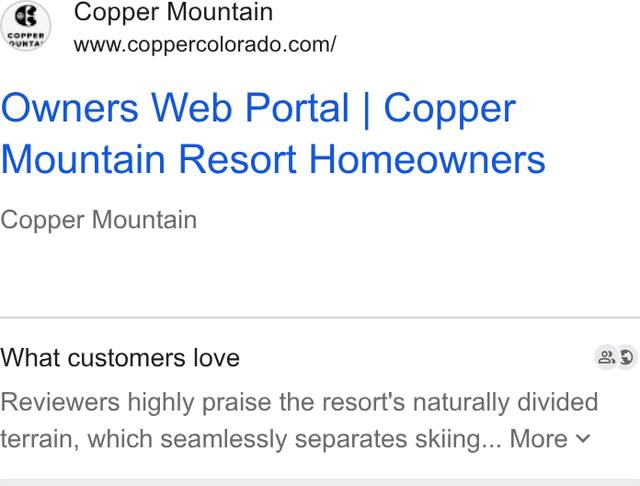 Copper Mountain
COPPER
www.coppercolorado.com/
Owners Web Portal | Copper
Mountain Resort Homeowners
Copper Mountain
What customers love
Reviewers highly praise the resort's naturally divided
terrain, which seamlessly separates skiing... More